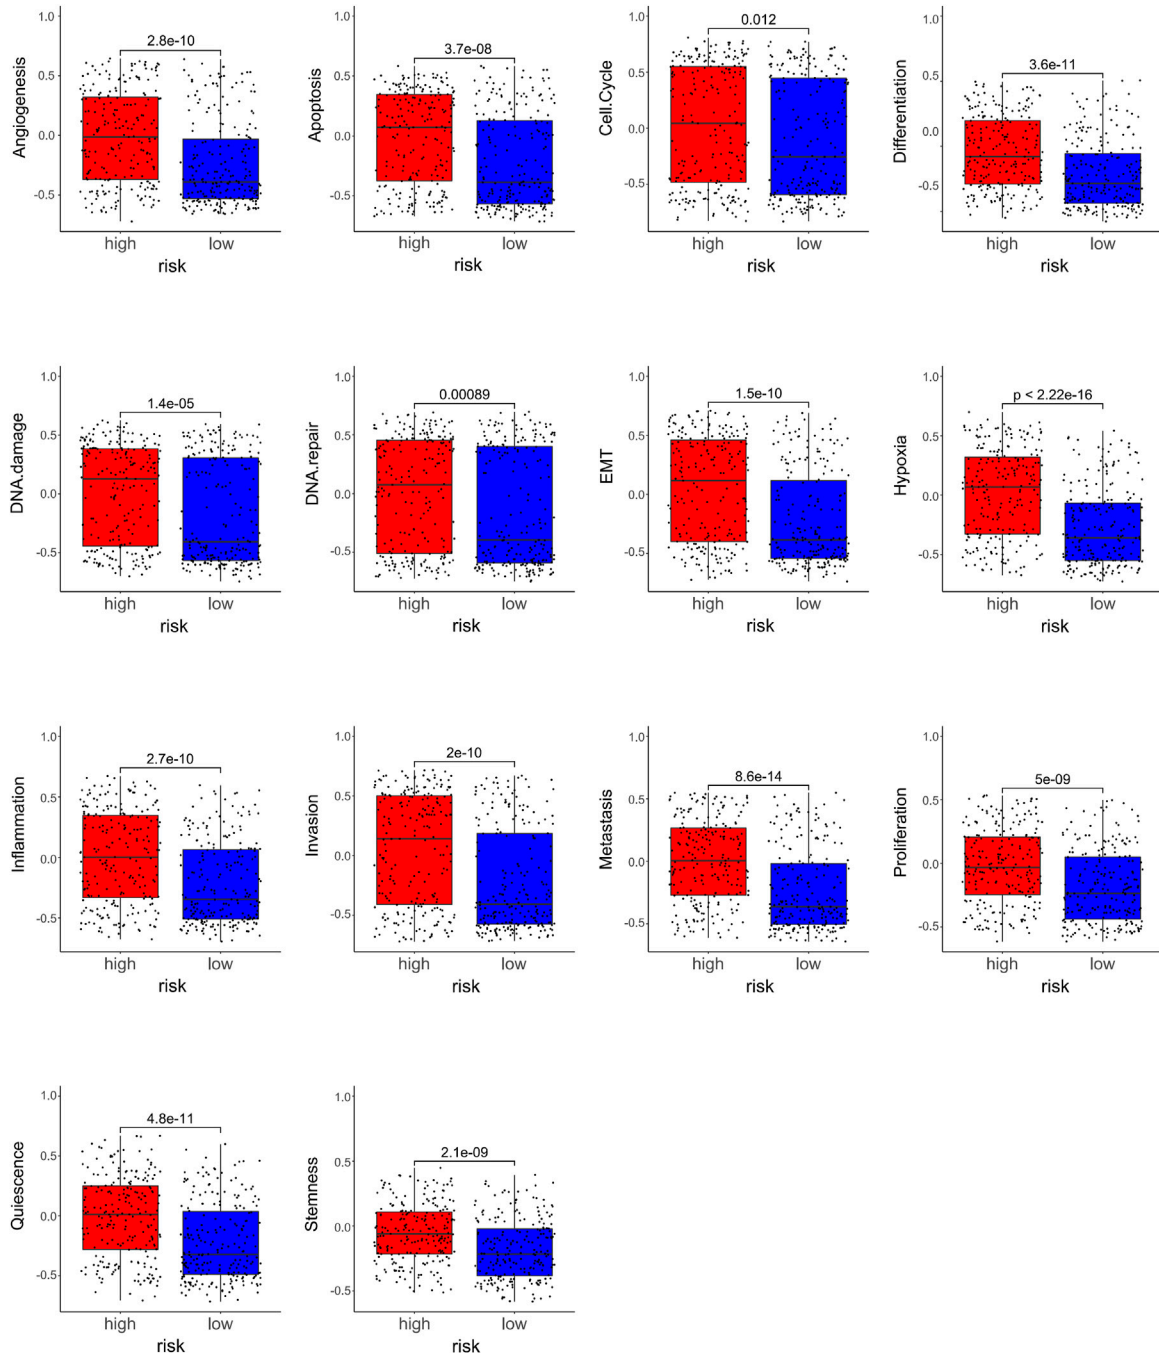 Angiogenesis
1.0
0.5
0.0
-0.5
2.8e-10
high low
risk
Apoptosis
1.0
0.5
0.0
-0.5
3.7e-08
high low
risk
Cell.Cycle
1.0
0.5
0.0
-0.5
0.012
high low
risk
Differentiation
1.0
0.5
0.0
-0.5
3.6e-11
high low
risk
DNA.damage
1.0
0.5
0.0
-0.5
1.4e-05
high low
risk
DNA.repair
1.0
0.5
0.0
-0.5
0.00089
high low
risk
EMT
1.0
0.5
0.0
-0.5
1.5e-10
high low
risk
Hypoxia
1.0
0.5
0.0
-0.5
p < 2.22e-16
high low
risk
Inflammation
1.0
0.5
0.0
-0.5
2.7e-10
high low
risk
Invasion
1.0
0.5
0.0
-0.5
2e-10
high low
risk
Metastasis
1.0
0.5
0.0
-0.5
8.6e-14
high low
risk
Proliferation
1.0
0.5
0.0
-0.5
5e-09
high low
risk
Quiescence
1.0
0.5
0.0
-0.5
4.8e-11
high low
risk
Stemness
1.0
0.5
0.0
-0.5
2.1e-09
high low
risk